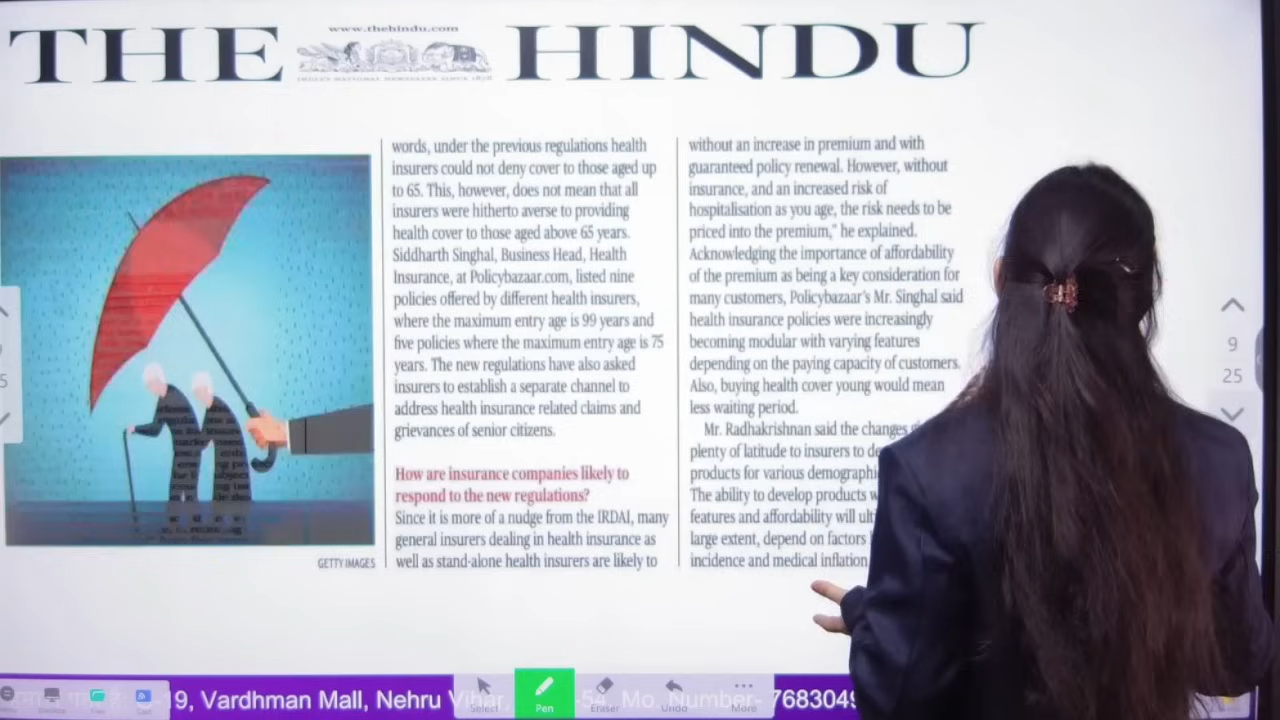 THE HINDU
www.thehindu.com
INDIA'S NATIONAL NEWSPAPER SINCE 1878
GETTY IMAGES
words, under the previous regulations health
insurers could not deny cover to those aged up
to 65. This, however, does not mean that all
insurers were hitherto averse to providing
health cover to those aged above 65 years.
Siddharth Singhal, Business Head, Health
Insurance, at Policybazaar.com, listed nine
policies offered by different health insurers,
where the maximum entry age is 99 years and
five policies where the maximum entry age is 75
years. The new regulations have also asked
insurers to establish a separate channel to
address health insurance related claims and
grievances of senior citizens.
How are insurance companies likely to
respond to the new regulations?
Since it is more of a nudge from the IRDAI, many
general insurers dealing in health insurance as
well as stand-alone health insurers are likely to
without an increase in premium and with
guaranteed policy renewal. However, without
insurance, and an increased risk of
hospitalisation as you age, the risk needs to be
priced into the premium," he explained.
Acknowledging the importance of affordability
of the premium as being a key consideration for
many customers, Policybazaar's Mr. Singhal said
health insurance policies were increasingly
becoming modular with varying features
depending on the paying capacity of customers.
Also, buying health cover young would mean
less waiting period.
Mr. Radhakrishnan said the changes
plenty of latitude to insurers to
products for various
The ability to develop products
features and affordability will
large extent, depend on factors
incidence and medical inflation
9
25
19, Vardhman Mall, Nehru Mo. Number- 7683049
Select
Pen
Eraser
Undo
More